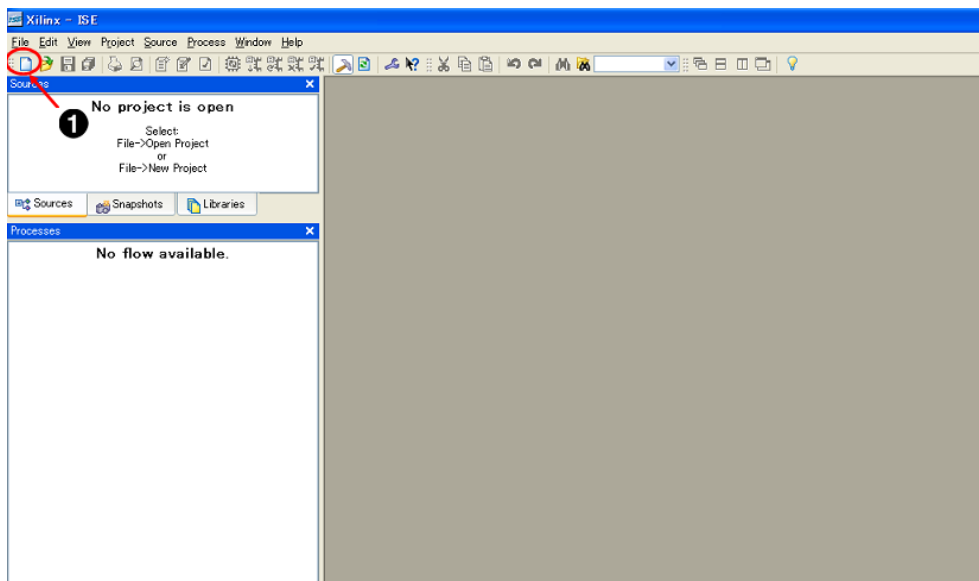 Xilinx - ISE
File Edit View Project Source Process Window Help
Sources
No project is open
Select:
File->Open Project
or
File->New Project
1
Sources Snapshots Libraries
Processes
No flow available.